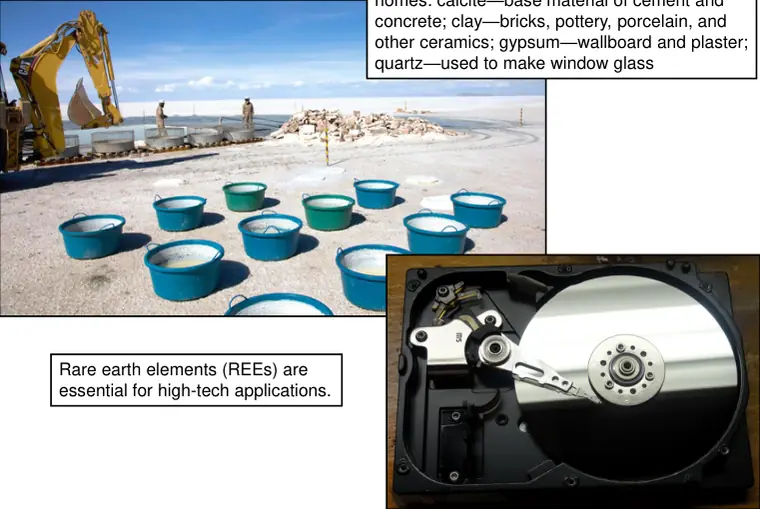 homes: calcite—base material of cement and
concrete; clay—bricks, pottery, porcelain, and
other ceramics; gypsum—wallboard and plaster;
quartz—used to make window glass
CAT
Rare earth elements (REEs) are
essential for high-tech applications.